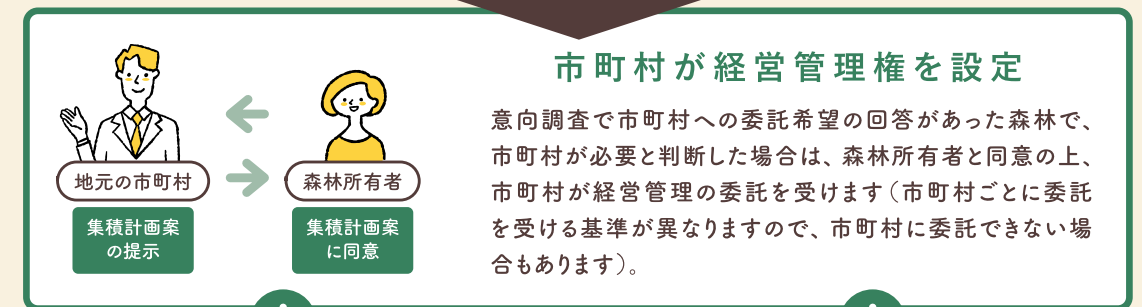 市町村が経営管理権を設定
意向調査で市町村への委託希望の回答があった森林で、
市町村が必要と判断した場合は、森林所有者と同意の上、
市町村が経営管理の委託を受けます（市町村ごとに委託
を受ける基準が異なりますので、市町村に委託できない場
合もあります）。
地元の市町村
集積計画案
の提示
森林所有者
集積計画案
に同意